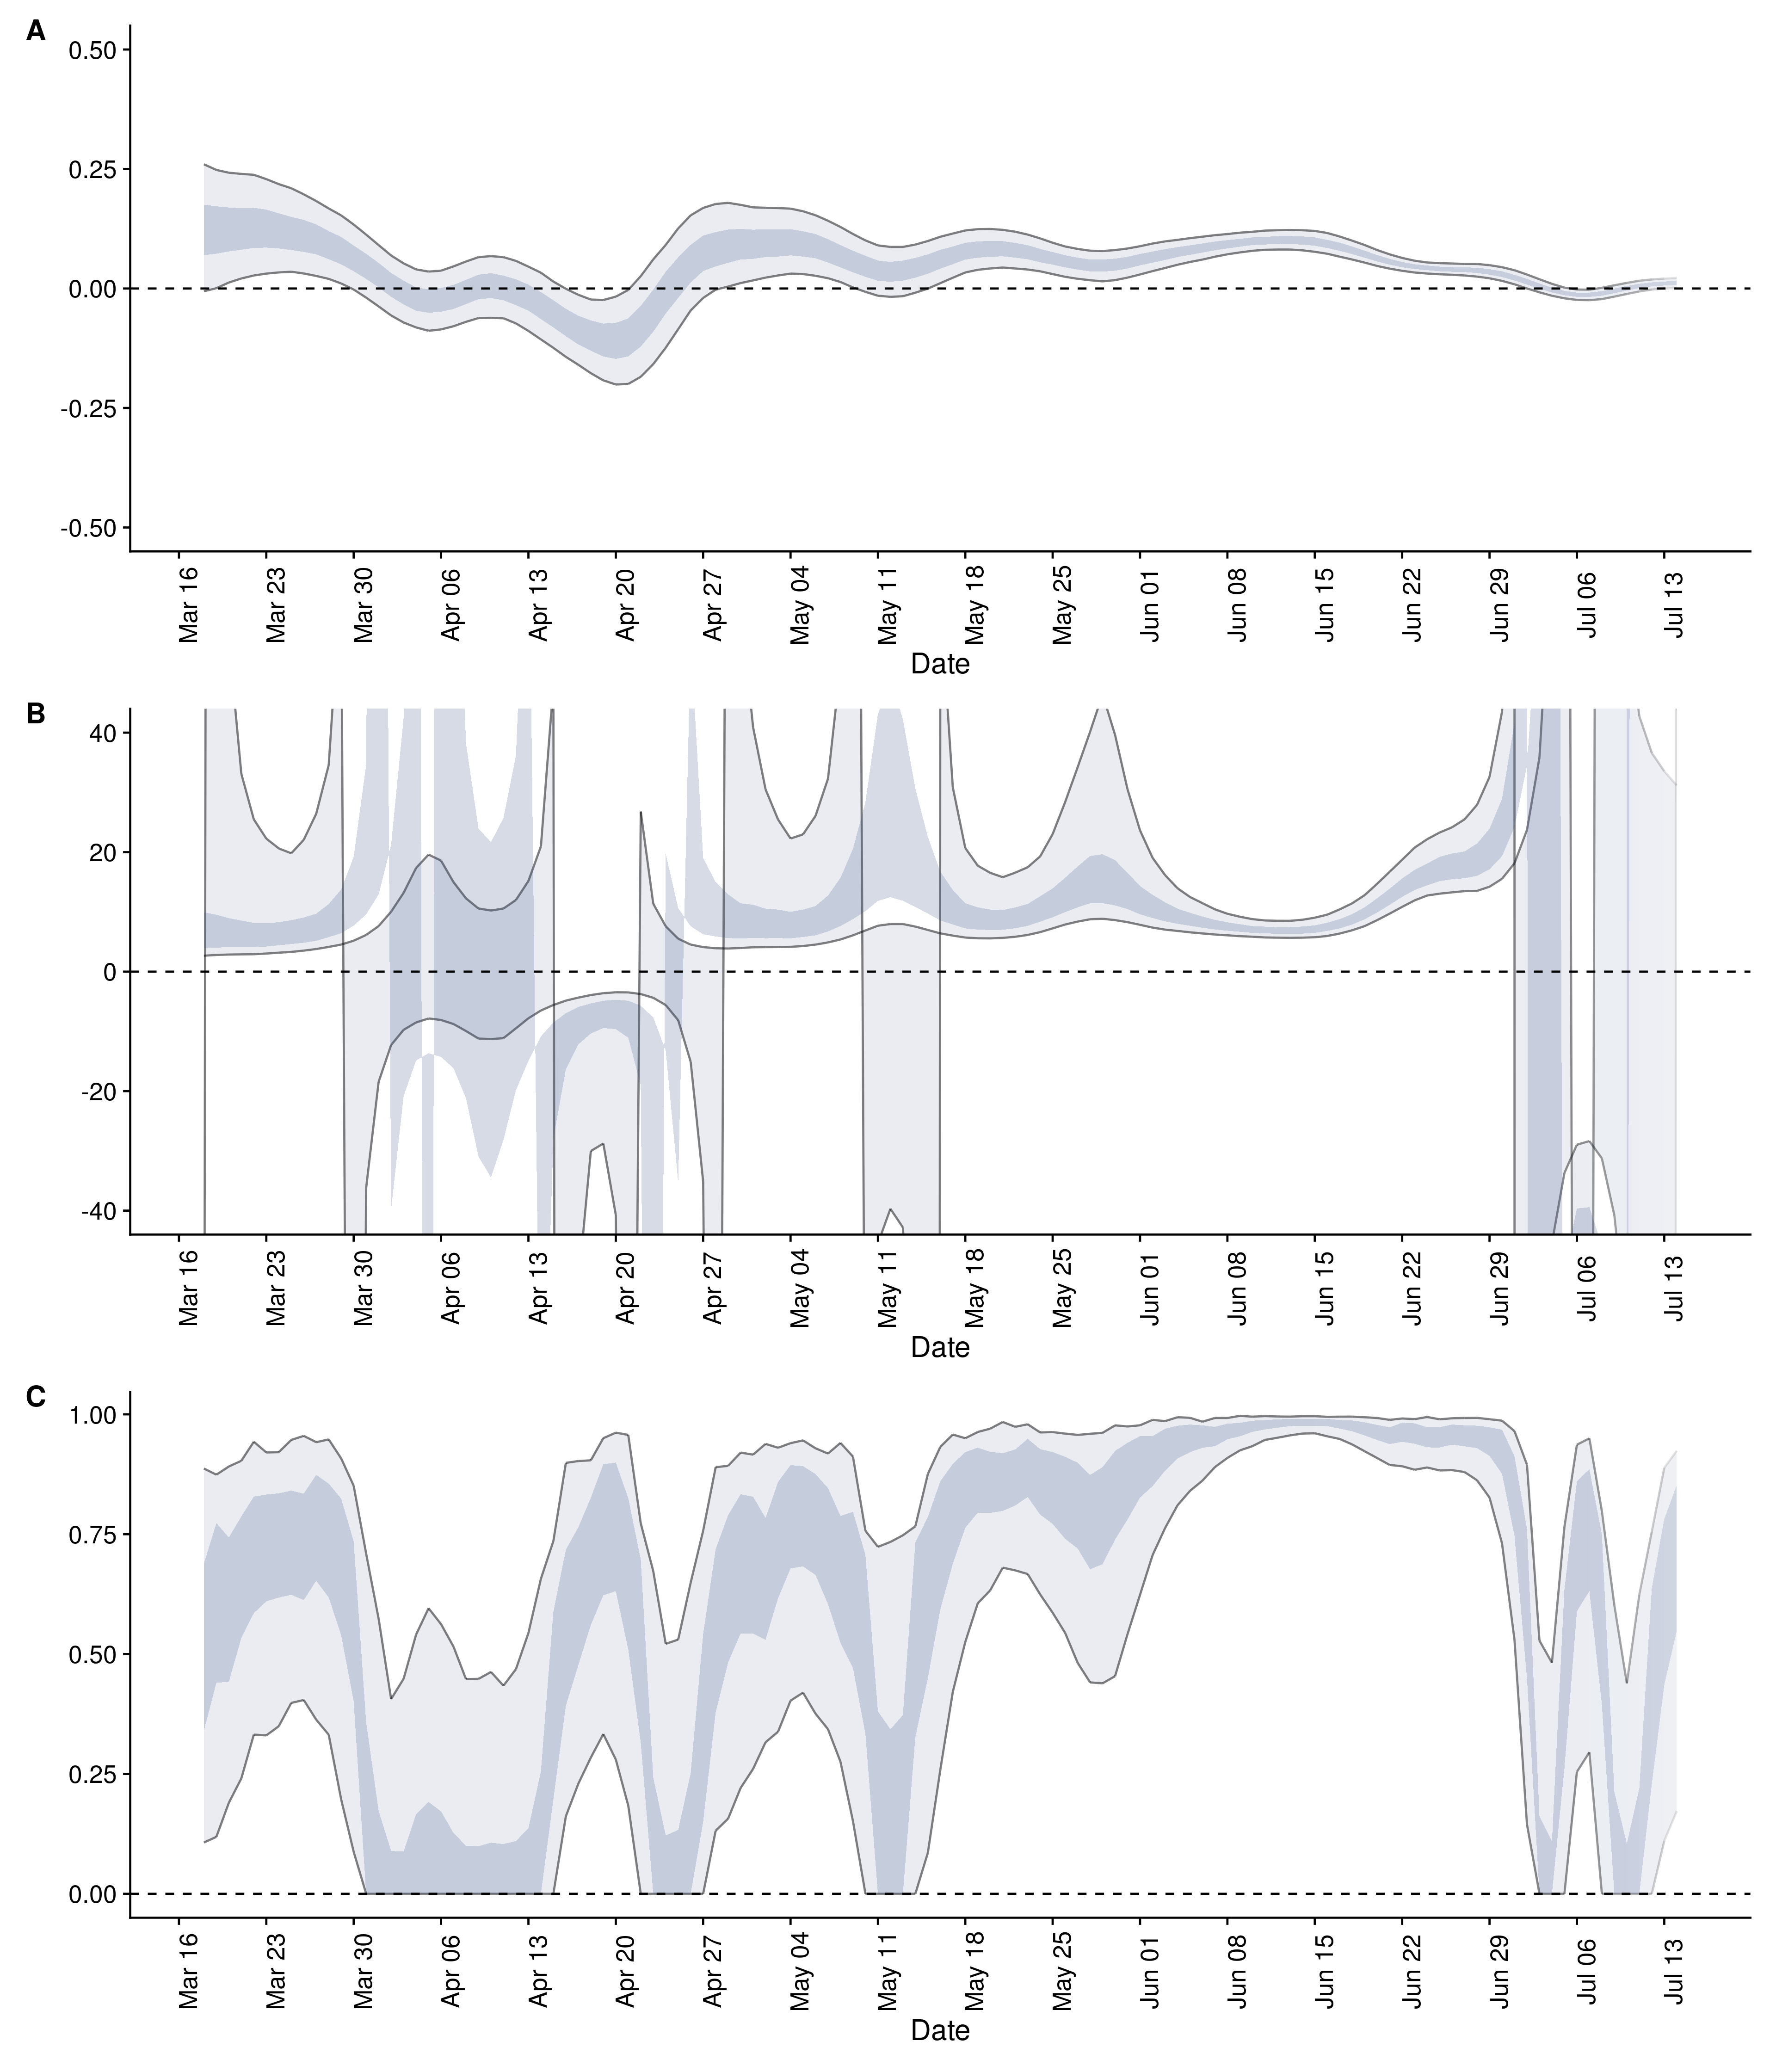 A
0.50
0.25
0.00
-0.25
-0.50
Mar 16
Mar 23
Mar 30
Apr 06
Apr 13
Apr 20
Apr 27
May 04
May 11
May 18
May 25
Jun 01
Jun 08
Jun 15
Jun 22
Jun 29
Jul 06
Jul 13
Date
B
40
20
0
-20
-40
Mar 16
Mar 23
Mar 30
Apr 06
Apr 13
Apr 20
Apr 27
May 04
May 11
May 18
May 25
Jun 01
Jun 08
Jun 15
Jun 22
Jun 29
Jul 06
Jul 13
Date
C
1.00
0.75
0.50
0.25
0.00
Mar 16
Mar 23
Mar 30
Apr 06
Apr 13
Apr 20
Apr 27
May 04
May 11
May 18
May 25
Jun 01
Jun 08
Jun 15
Jun 22
Jun 29
Jul 06
Jul 13
Date